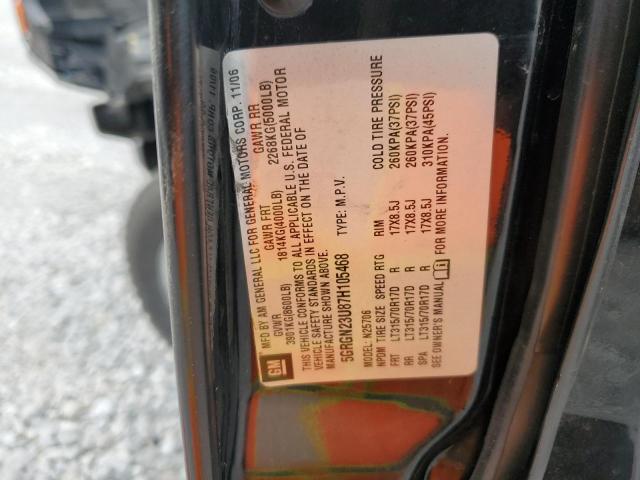 GM
MFD BY AM GENERAL LLC FOR GENERAL MOTORS CORP. 11/06
GVWR GAWR FRT GAWR RR
3901KG(8600LB) 1814KG(4000LB) 2268KG(5000LB)
THIS VEHICLE CONFORMS TO ALL APPLICABLE U.S. FEDERAL MOTOR
VEHICLE SAFETY STANDARDS IN EFFECT ON THE DATE OF
MANUFACTURE SHOWN ABOVE.
5GRGN23U87H105468 TYPE: M.P.V.
MODEL: N25706
NPDM TIRE SIZE SPEED RTG RIM COLD TIRE PRESSURE
FRT LT315/70R17D R 17X8.5J 260KPA(37PSI)
RR LT315/70R17D R 17X8.5J 260KPA(37PSI)
SPA LT315/70R17D R 17X8.5J 310KPA(45PSI)
SEE OWNER'S MANUAL FOR MORE INFORMATION.